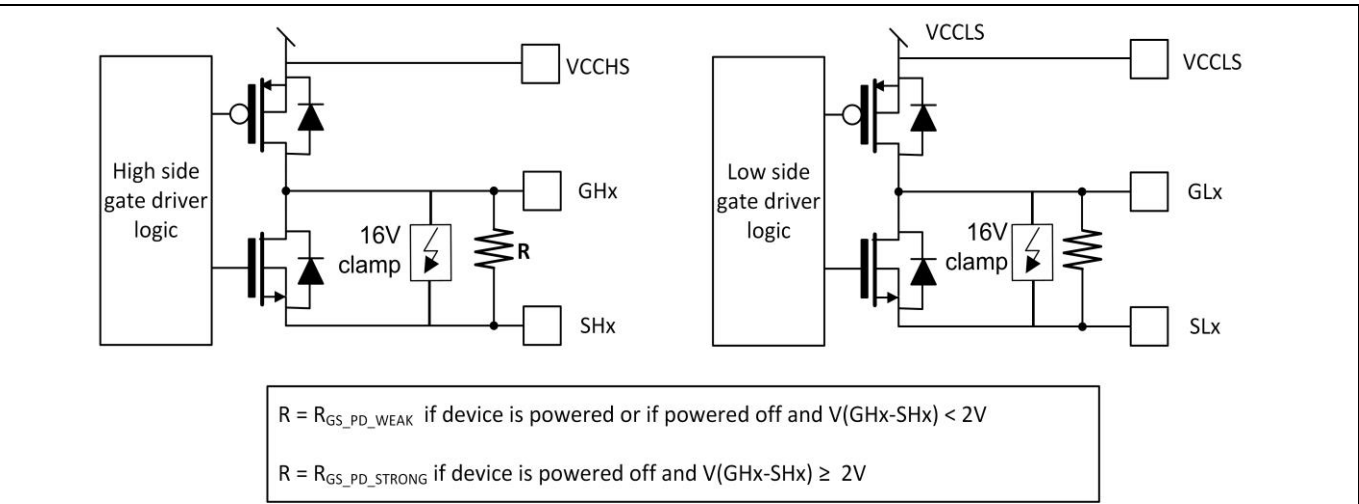 VCCHS
High side
gate driver
logic
GHx
16V
clamp
R
SHx
VCCLS
VCCLS
Low side
gate driver
logic
GLx
16V
clamp
SLx
R = RGS_PD_WEAK if device is powered or if powered off and V(GHx-SHx) < 2V
R = RGS_PD_STRONG if device is powered off and V(GHx-SHx) ≥ 2V